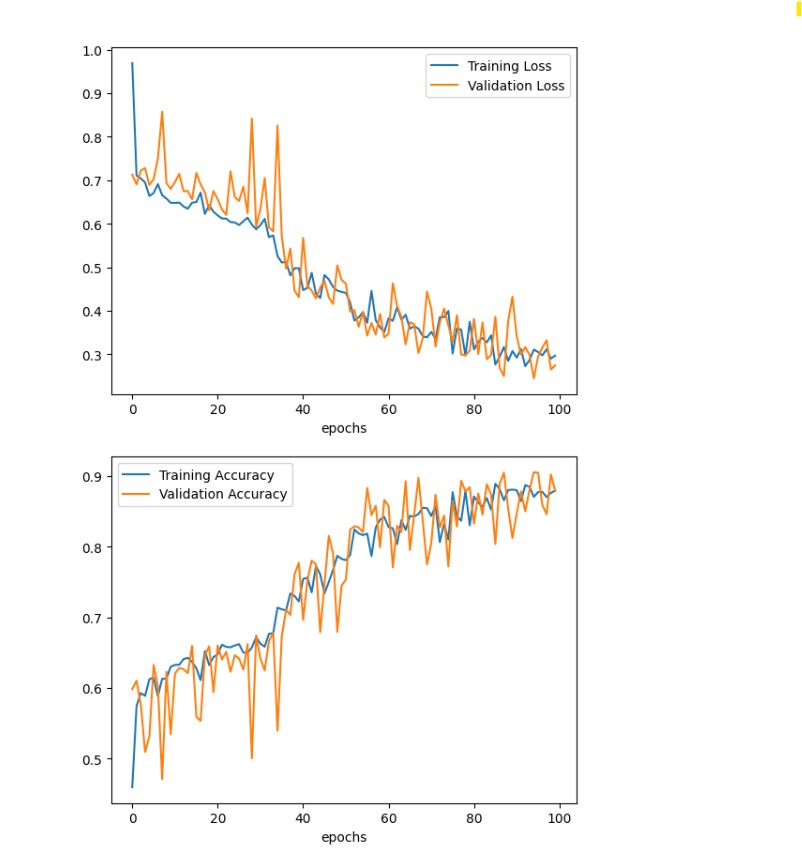 1.0
0.9
0.8
0.7
0.6
0.5
0.4
0.3
Training Loss
Validation Loss
0 20 40 60 80 100
epochs
0.9
0.8
0.7
0.6
0.5
Training Accuracy
Validation Accuracy
0 20 40 60 80 100
epochs